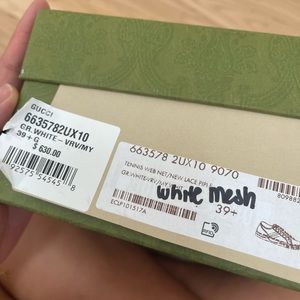 GUCCI
6635782UX10
GR.WHITE-VRV/MY
39 + G
$ 630.00
663578 2UX10 9070
TENNIS WEB NET/NEW LACE PIPI
GR.WHITE/VRV/MY
white mesh
39+
ECLP101517A